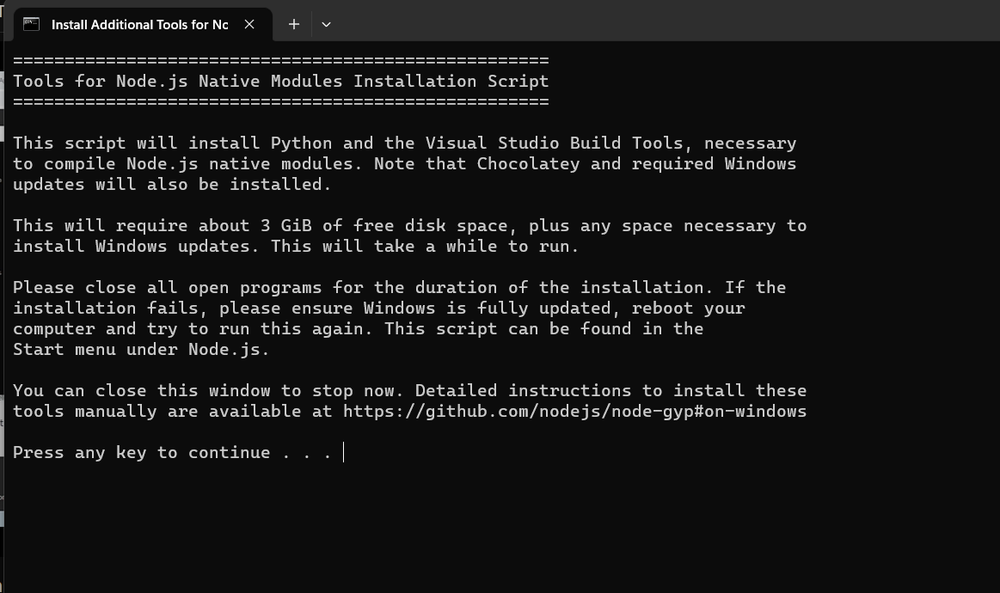 Install Additional Tools for Nc
====================================================
Tools for Node.js Native Modules Installation Script
====================================================
This script will install Python and the Visual Studio Build Tools, necessary
to compile Node.js native modules. Note that Chocolatey and required Windows
updates will also be installed.
This will require about 3 GiB of free disk space, plus any space necessary to
install Windows updates. This will take a while to run.
Please close all open programs for the duration of the installation. If the
installation fails, please ensure Windows is fully updated, reboot your
computer and try to run this again. This script can be found in the
Start menu under Node.js.
You can close this window to stop now. Detailed instructions to install these
tools manually are available at https://github.com/nodejs/node-gyp#on-windows
Press any key to continue . . .